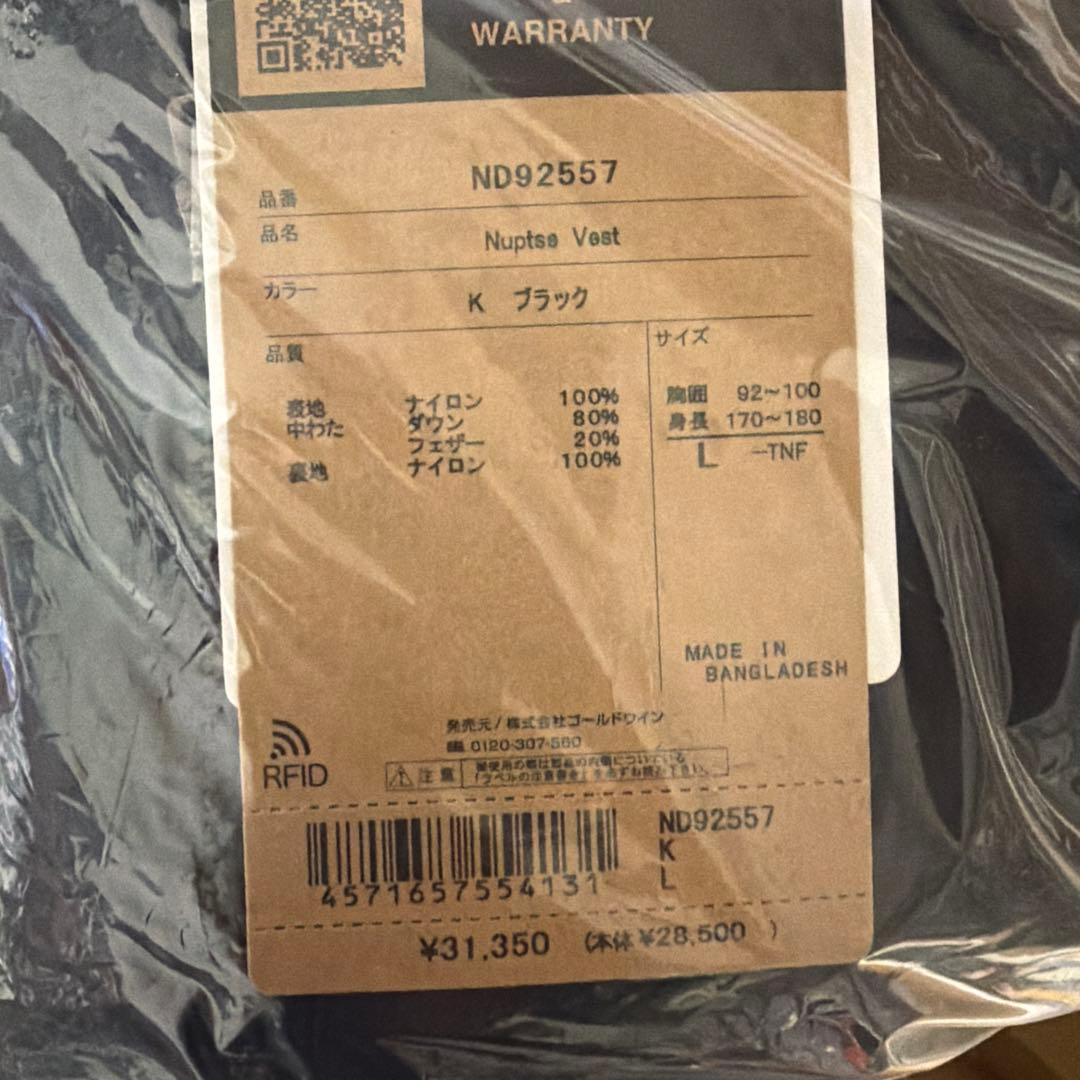 WARRANTY
品番 ND92557
品名 Nuptse Vest
カラー K ブラック
品質
サイズ
表地 ナイロン 100%
中わた ダウン 80%
フェザー 20%
裏地 ナイロン 100%
胸囲 92~100
身長 170~180
L -TNF
MADE IN
BANGLADESH
発売元/株式会社ゴールドウイン
0120-307-560
RFID
注意
ND92557
K
L
4571657554131
¥31,350 (本体¥28,500 )